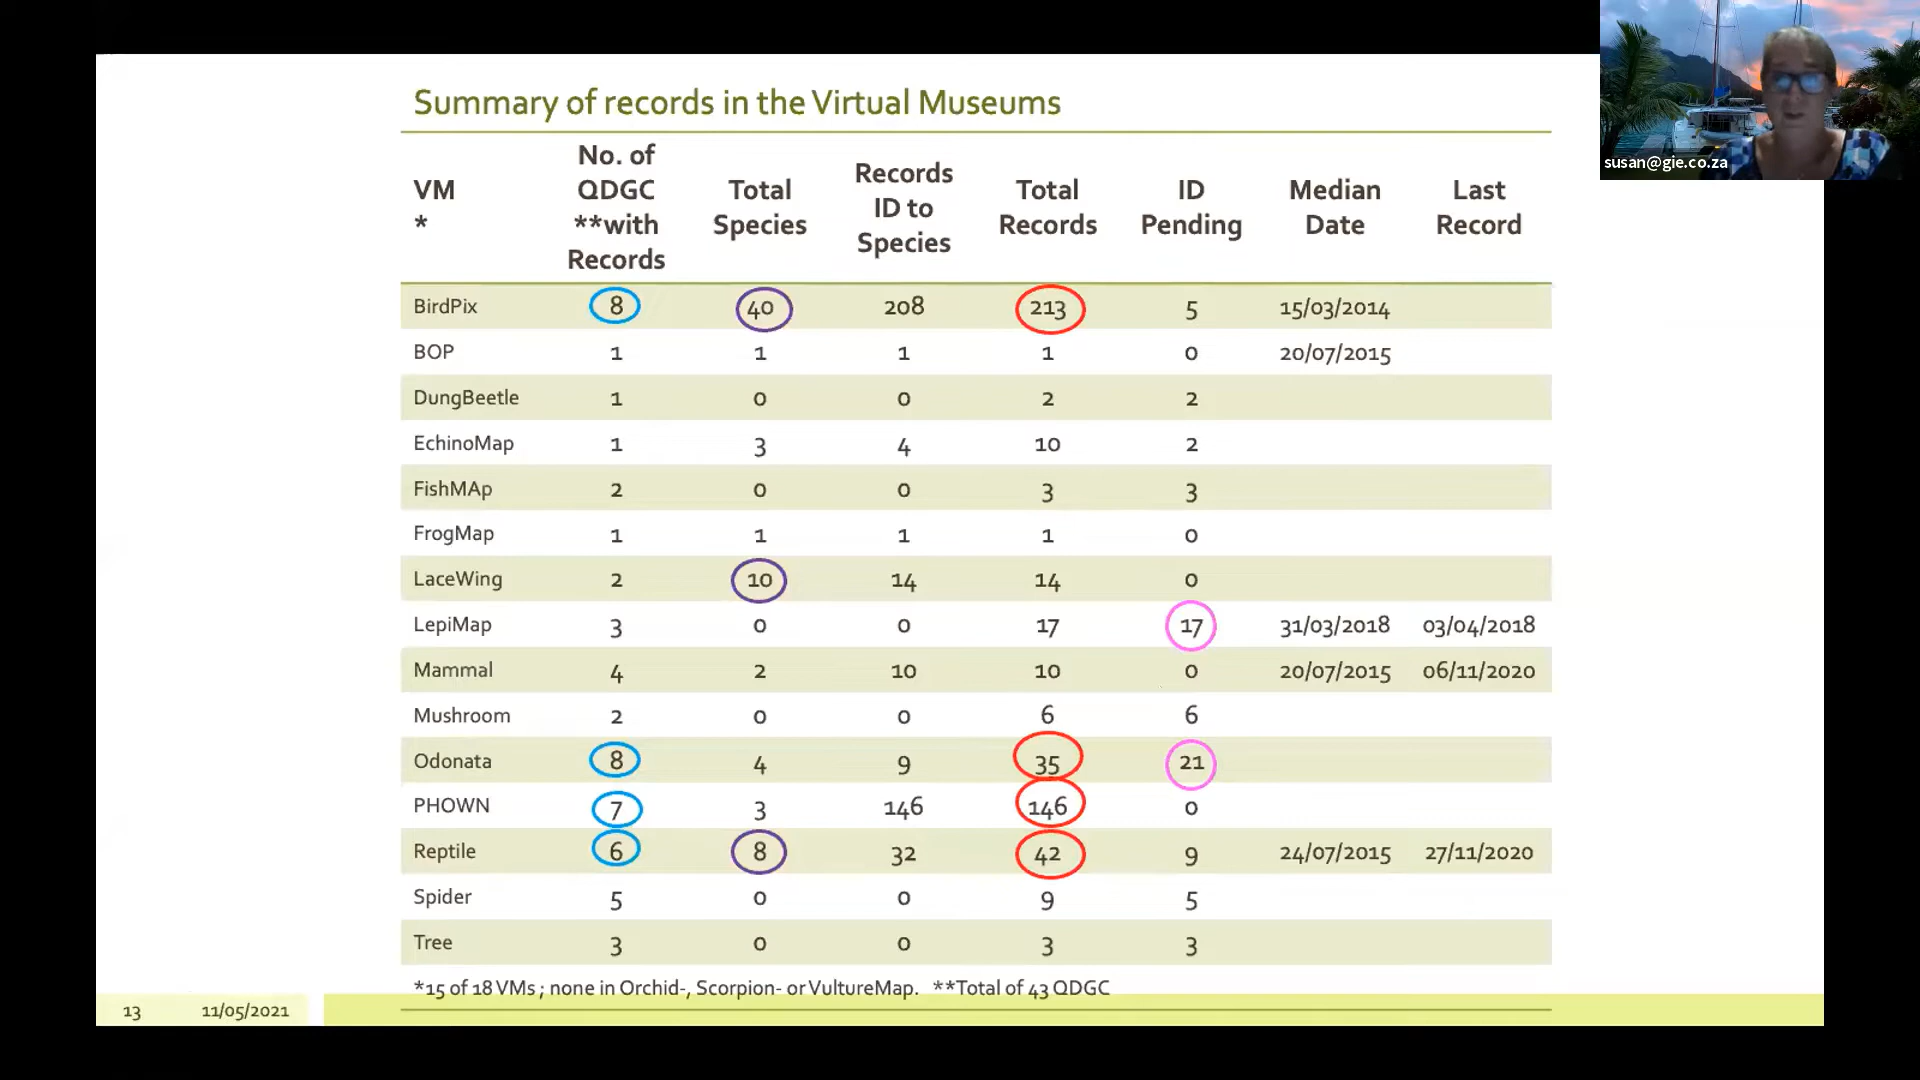 Summary of records in the Virtual Museums
VM * No. of QDGC **with Records Total Species Records ID to Species Total Records ID Pending Median Date Last Record
BirdPix 8 40 208 213 5 15/03/2014
BOP 1 1 1 1 0 20/07/2015
DungBeetle 1 0 0 2 2
EchinoMap 1 3 4 10 2
FishMAp 2 0 0 3 3
FrogMap 1 1 1 1 0
LaceWing 2 10 14 14 0
LepiMap 3 0 0 17 17 31/03/2018 03/04/2018
Mammal 4 2 10 10 0 20/07/2015 06/11/2020
Mushroom 2 0 0 6 6
Odonata 8 4 9 35 21
PHOWN 7 3 146 146 0
Reptile 6 8 32 42 9 24/07/2015 27/11/2020
Spider 5 0 0 9 5
Tree 3 0 0 3 3
*15 of 18 VMs ; none in Orchid-, Scorpion- or VultureMap. **Total of 43 QDGC
13 11/05/2021
susan@gie.co.za